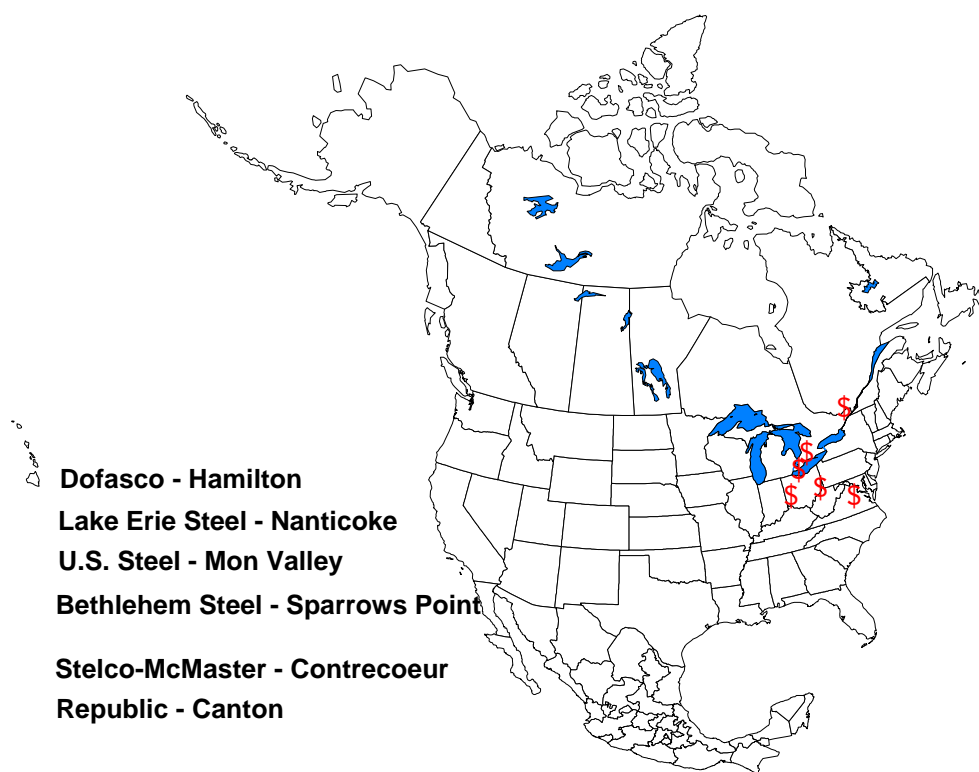 $
$
$
$
$
$
Dofasco - Hamilton
Lake Erie Steel - Nanticoke
U.S. Steel - Mon Valley
Bethlehem Steel - Sparrows Point
Stelco-McMaster - Contrecoeur
Republic - Canton